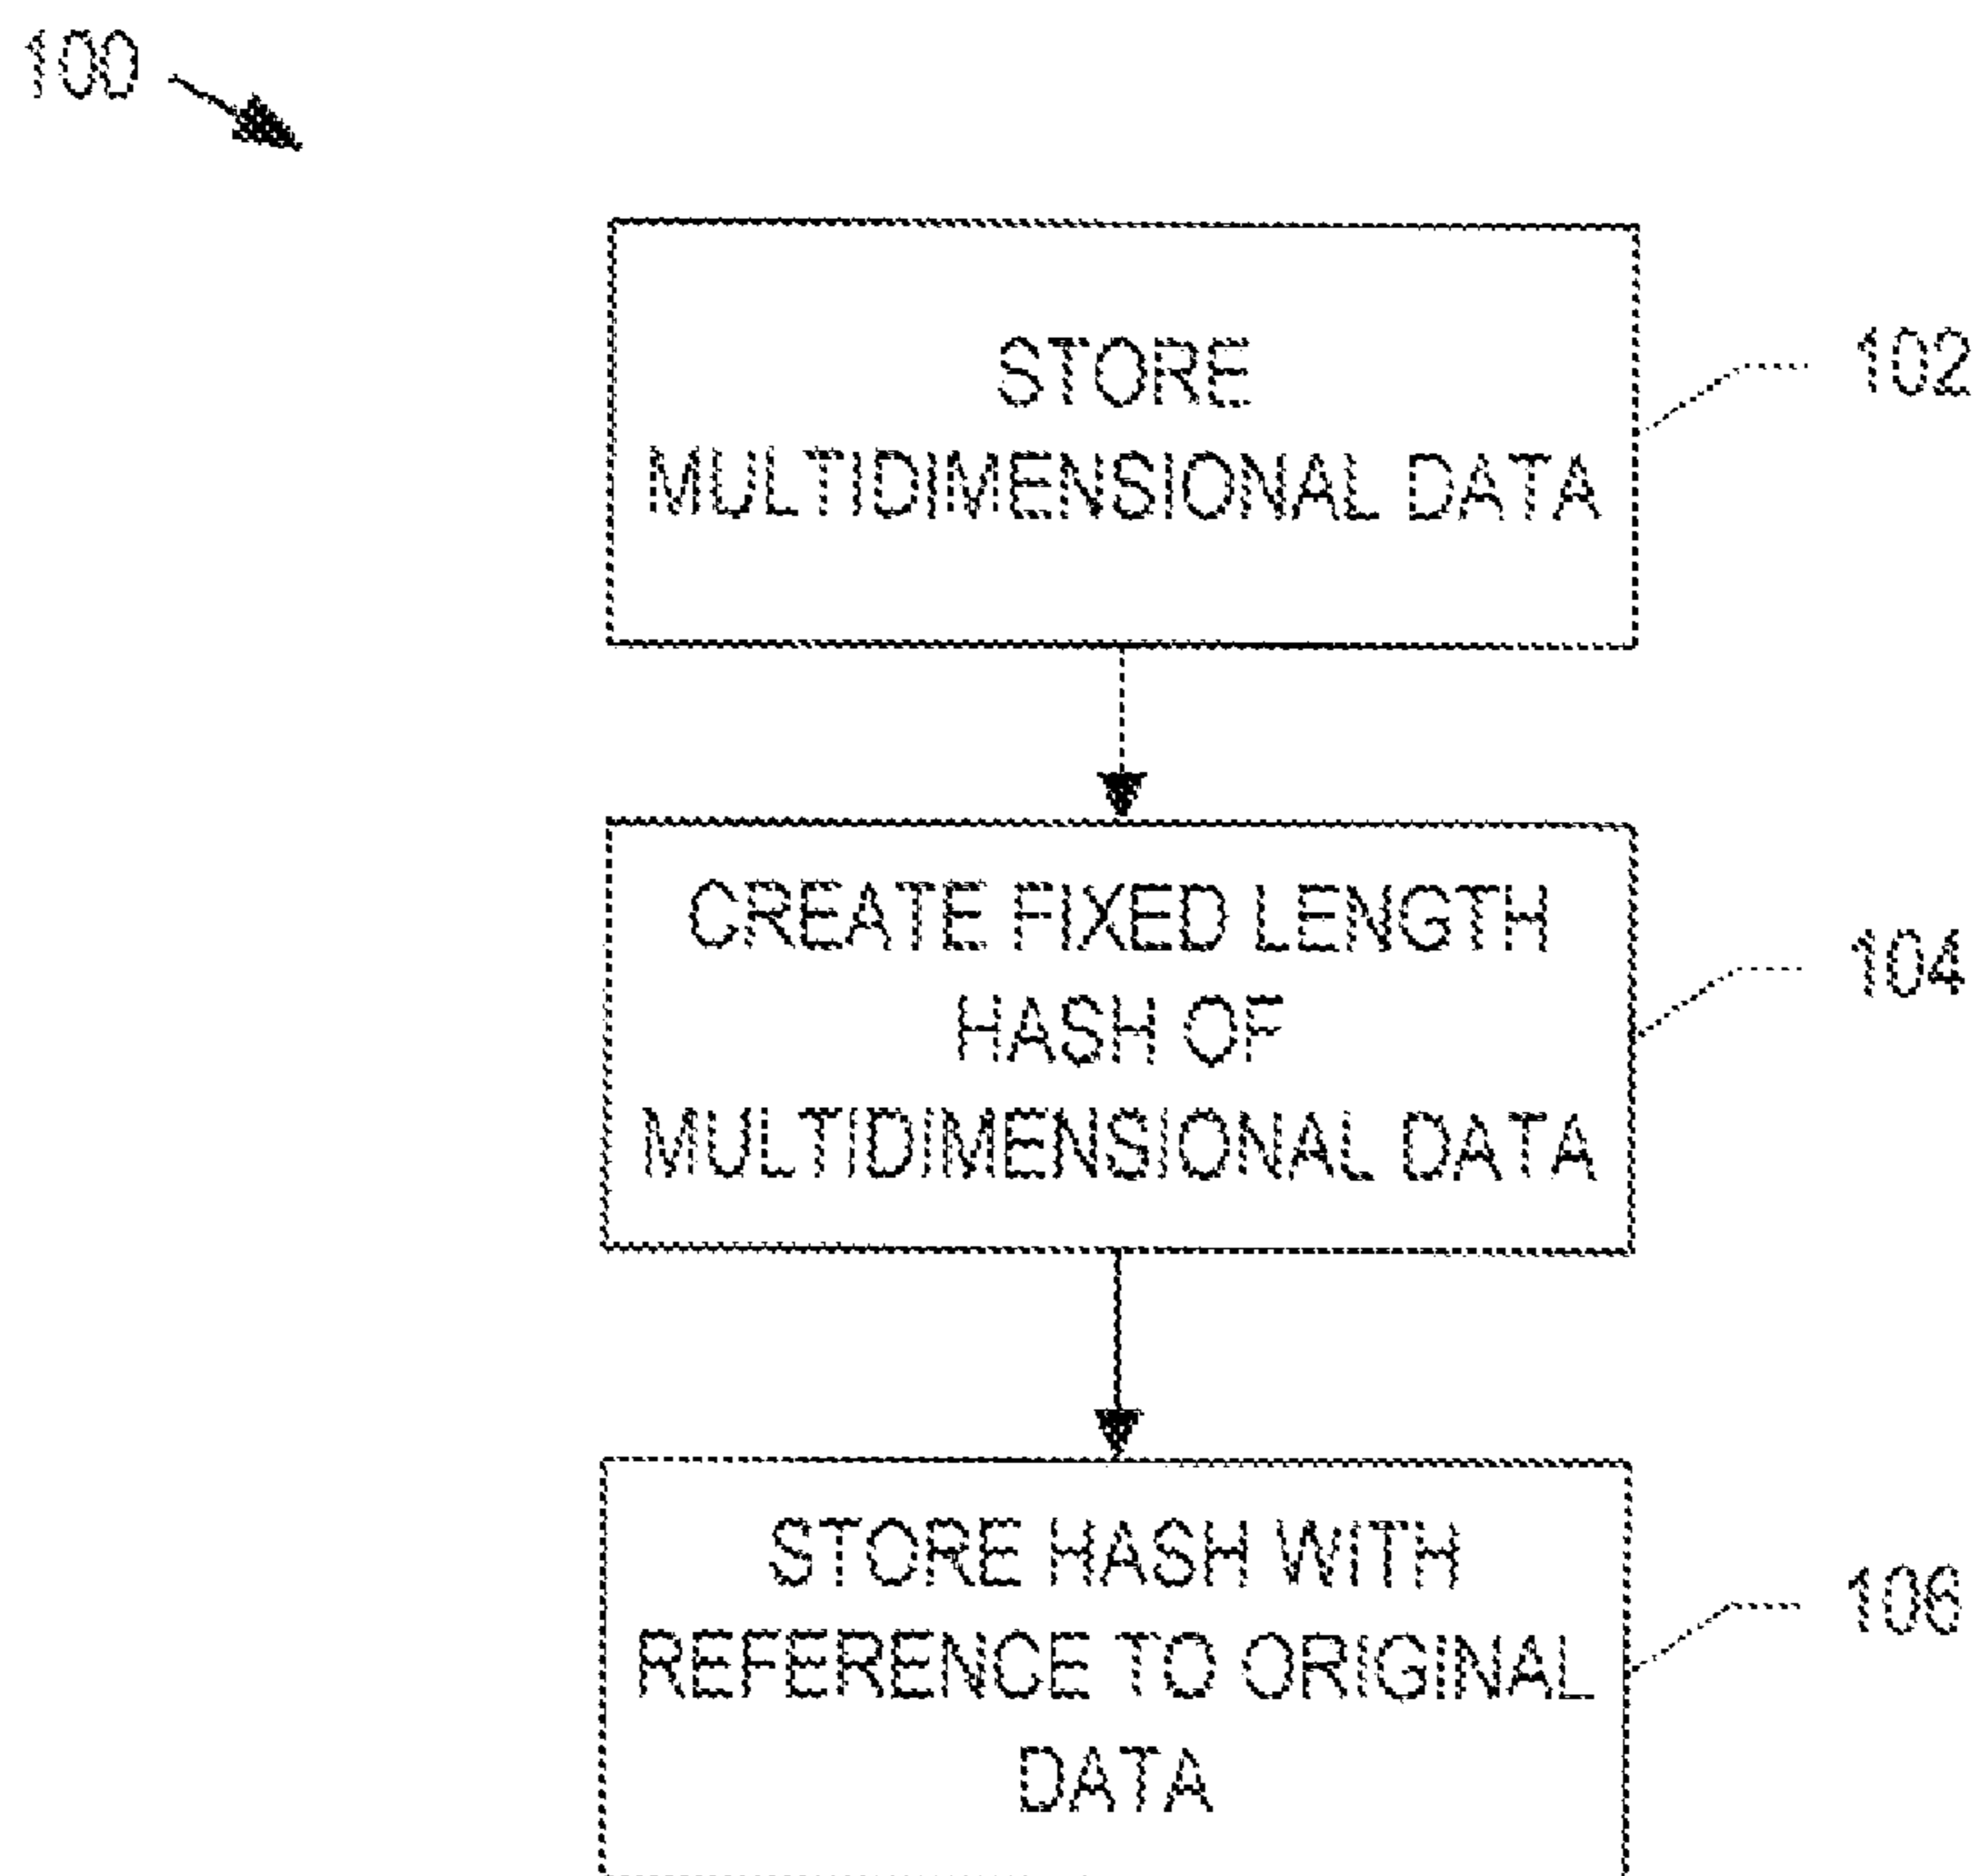 100
STORE
MULTIDIMENSIONAL DATA
102
CREATE FIXED LENGTH
HASH OF
MULTIDIMENSIONAL DATA
104
STORE HASH WITH
REFERENCE TO ORIGINAL
DATA
106